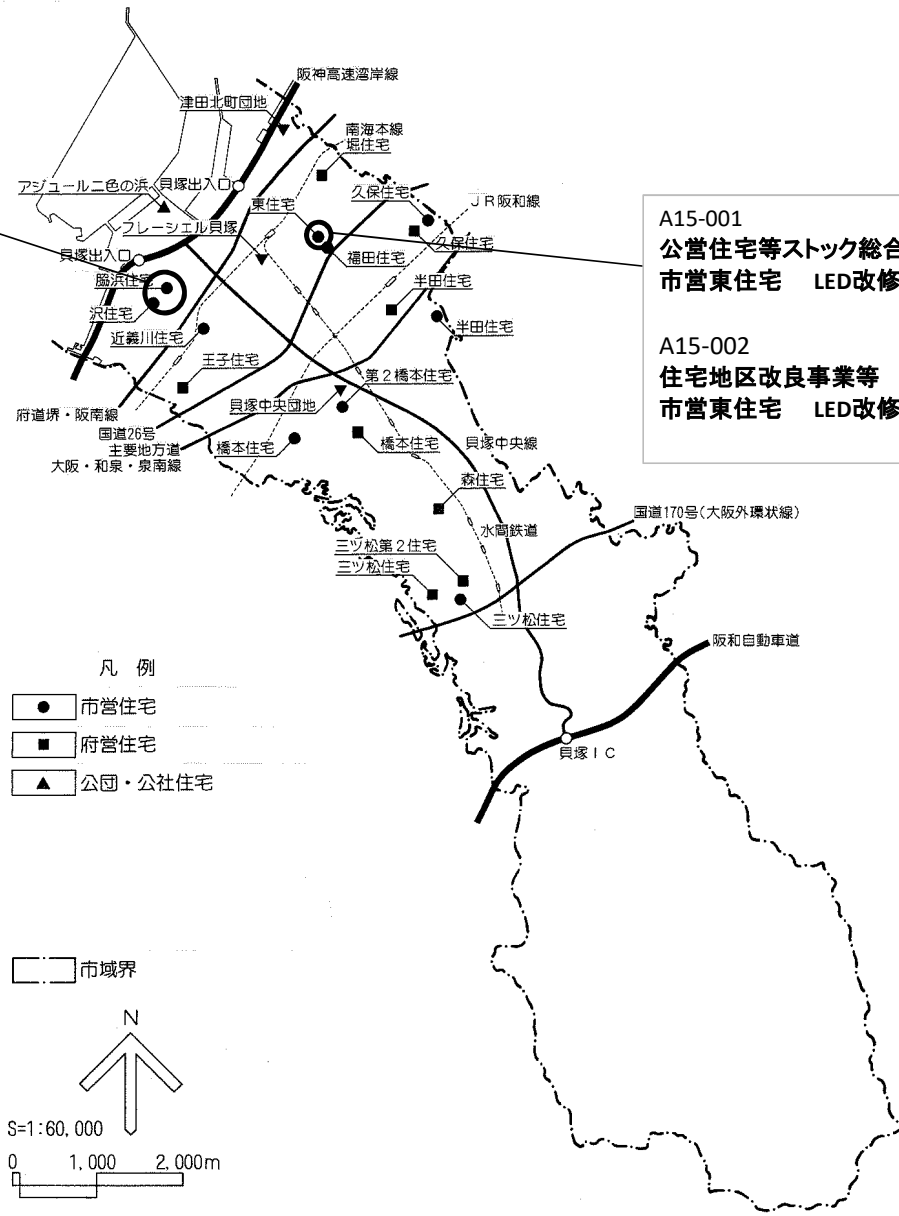 阪神高速湾岸線
津田北町団地
南海本線
堀住宅
アジュール二色の浜
貝塚出入口
久保住宅
JR阪和線
東住宅
フレーシェル貝塚
久保住宅
福田住宅
貝塚出入口
脇浜住宅
沢住宅
半田住宅
半田住宅
近義川住宅
王子住宅
第2橋本住宅
貝塚中央団地
府道堺・阪南線
国道26号
主要地方道
大阪・和泉・泉南線
橋本住宅
橋本住宅
貝塚中央線
森住宅
水間鉄道
国道170号(大阪外環状線)
三ツ松第2住宅
三ツ松住宅
三ツ松住宅
阪和自動車道
貝塚IC
A15-001
公営住宅等ストック総合
市営東住宅 LED改修
A15-002
住宅地区改良事業等
市営東住宅 LED改修
凡 例
市営住宅
府営住宅
公団・公社住宅
市域界
N
S=1:60,000
0 1,000 2,000m